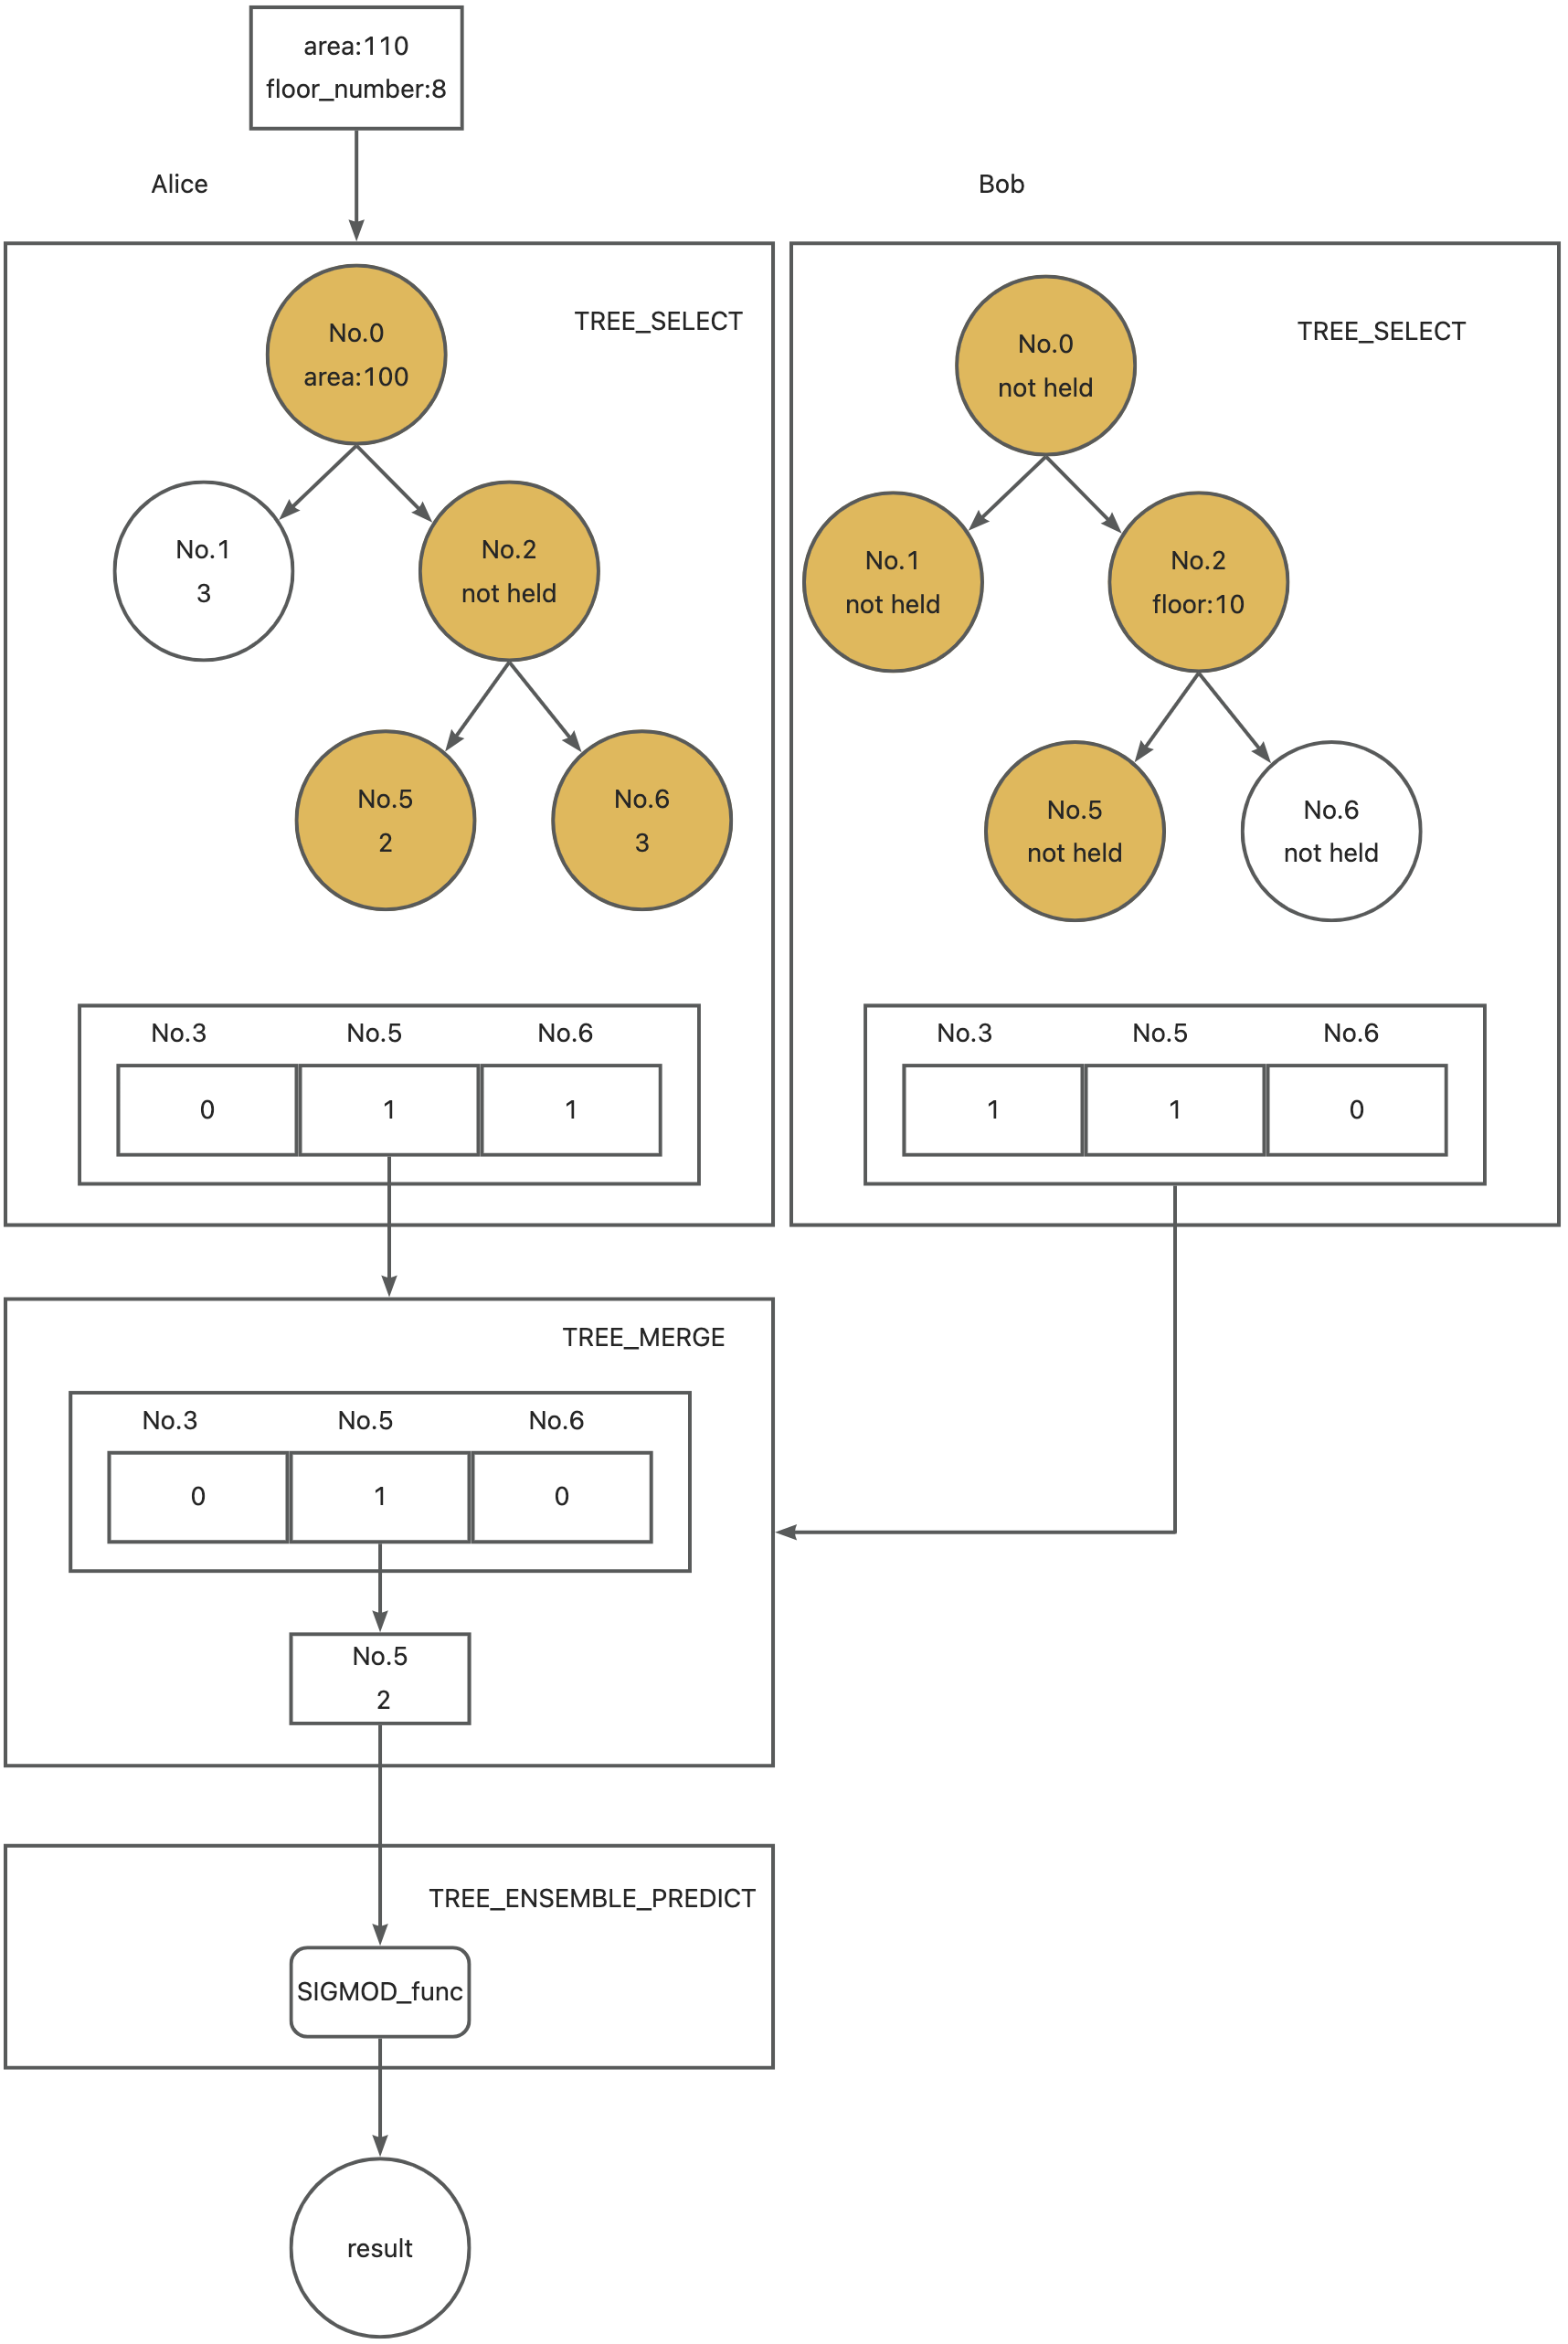 area:110
floor_number:8
Alice
Bob
TREE_SELECT
No.0
area:100
No.1
3
No.2
not held
No.5
2
No.6
3
No.3 No.5 No.6
0 1 1
TREE_SELECT
No.0
not held
No.1
not held
No.2
floor:10
No.5
not held
No.6
not held
No.3 No.5 No.6
1 1 0
TREE_MERGE
No.3 No.5 No.6
0 1 0
No.5
2
TREE_ENSEMBLE_PREDICT
SIGMOD_func
result